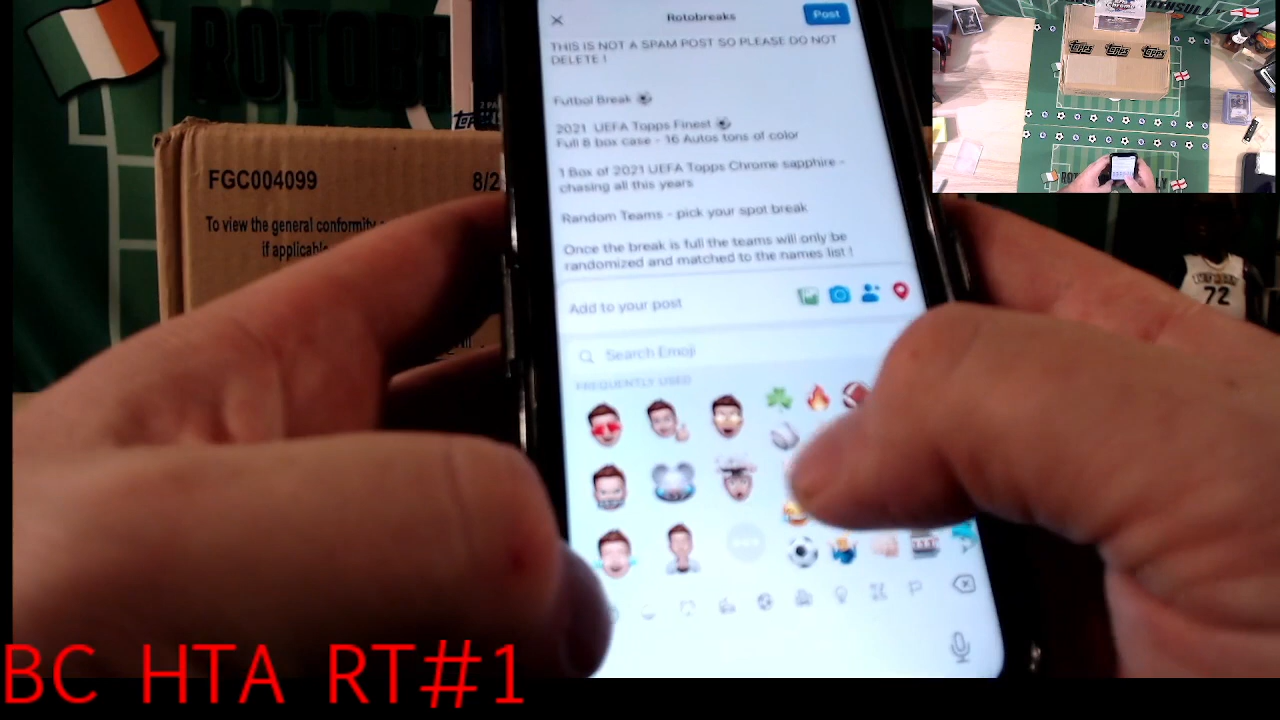 Rotobreaks
Post
THIS IS NOT A SPAM POST SO PLEASE DO NOT
DELETE !
Futbol Break ⚽
2021 UEFA Topps Finest ⚽
Full 8 box case - 16 Autos tons of color
1 Box of 2021 UEFA Topps Chrome sapphire -
chasing all this years
Random Teams - pick your spot break
Once the break is full the teams will only be
randomized and matched to the names list !
Add to your post
Search Emoji
FREQUENTLY USED
FGC004099
8/2
To view the general conformity
if applicable
topps topps topps
72
BC HTA RT#1